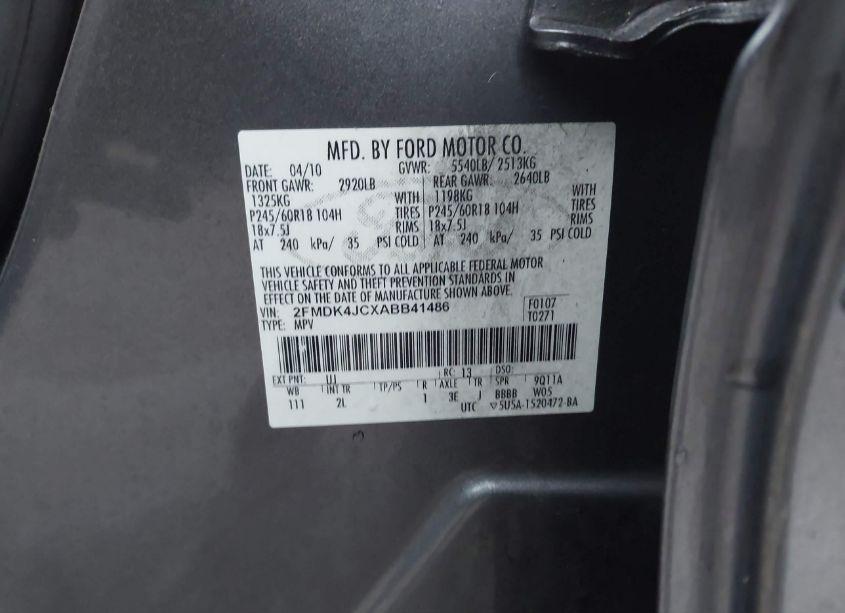 MFD. BY FORD MOTOR CO.
DATE: 04/10 GVWR: 5540LB/ 2513KG
FRONT GAWR: 2920LB REAR GAWR: 2640LB
1325KG WITH 1198KG WITH
P245/60R18 104H TIRES P245/60R18 104H TIRES
18x7.5J RIMS 18x7.5J RIMS
AT 240 kPa/ 35 PSI COLD AT 240 kPa/ 35 PSI COLD
THIS VEHICLE CONFORMS TO ALL APPLICABLE FEDERAL MOTOR
VEHICLE SAFETY AND THEFT PREVENTION STANDARDS IN
EFFECT ON THE DATE OF MANUFACTURE SHOWN ABOVE.
VIN: 2FMDK4JCXABB41486 F0107
TYPE: MPV T0271
EXT PNT: UJ RC: 13 DSO:
WB INT TR TP/PS R AXLE TR SPR 9Q11A
111 2L 1 3E J BBBB W05
UTC ▽5U5A-1520472-BA